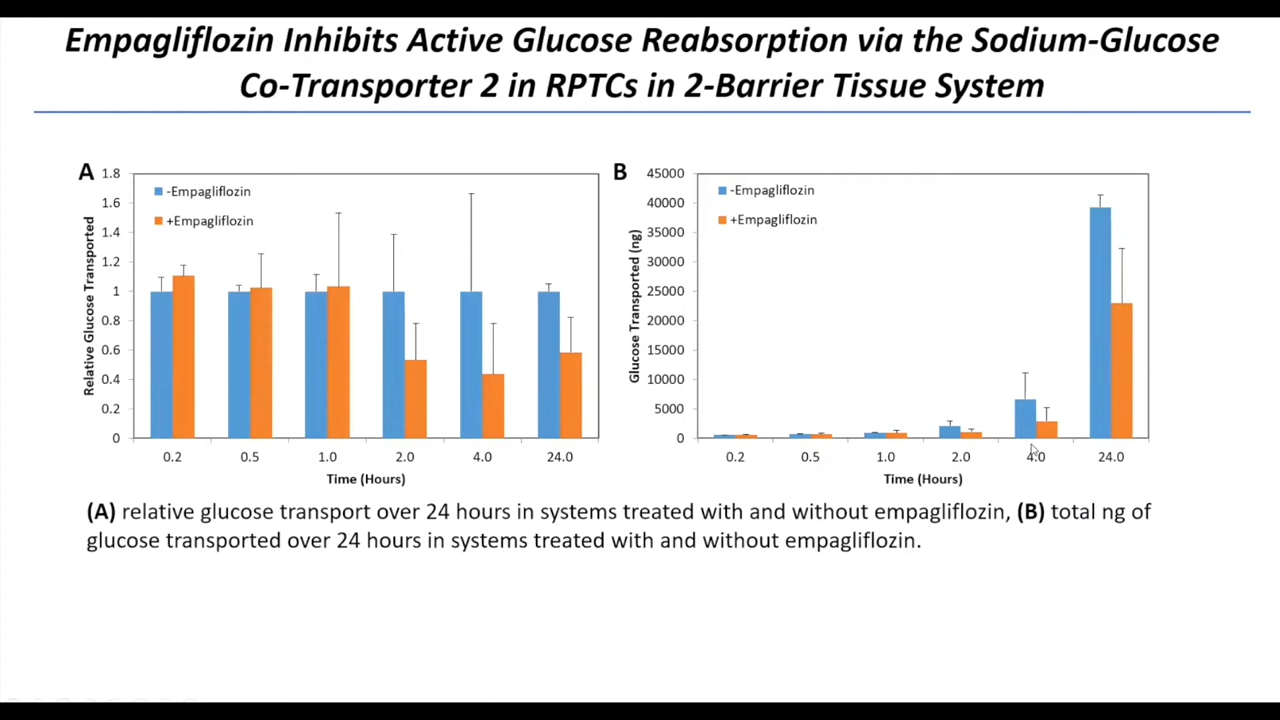 Empagliflozin Inhibits Active Glucose Reabsorption via the Sodium-Glucose
Co-Transporter 2 in RPTCs in 2-Barrier Tissue System
A
1.8
1.6
1.4
1.2
1
0.8
0.6
0.4
0.2
0
Relative Glucose Transported
-Empagliflozin
+Empagliflozin
0.2 0.5 1.0 2.0 4.0 24.0
Time (Hours)
B
45000
40000
35000
30000
25000
20000
15000
10000
5000
0
Glucose Transported (ng)
-Empagliflozin
+Empagliflozin
0.2 0.5 1.0 2.0 4.0 24.0
Time (Hours)
(A) relative glucose transport over 24 hours in systems treated with and without empagliflozin, (B) total ng of
glucose transported over 24 hours in systems treated with and without empagliflozin.